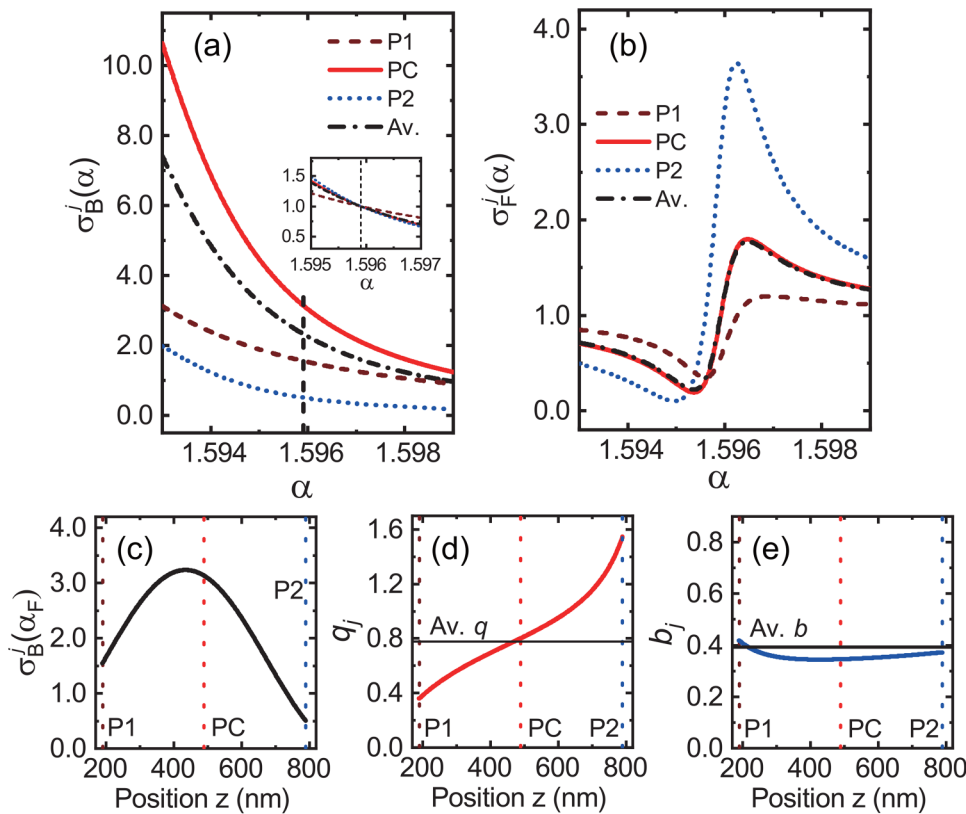 (a)
P1
PC
P2
Av.
10.0
8.0
6.0
4.0
2.0
0.0
σ_B^j(α)
1.5
1.0
0.5
1.595 1.596 1.597
α
1.594 1.596 1.598
α
(b)
P1
PC
P2
Av.
4.0
3.0
2.0
1.0
0.0
σ_F^j(α)
1.594 1.596 1.598
α
(c)
4.0
3.0
2.0
1.0
0.0
σ_B^j(α_F)
P2
P1 PC
200 400 600 800
Position z (nm)
(d)
1.6
1.2
0.8
0.4
0.0
q_j
Av. q
P1 PC P2
200 400 600 800
Position z (nm)
(e)
0.8
0.6
0.4
0.2
0.0
b_j
Av. b
P1 PC P2
200 400 600 800
Position z (nm)